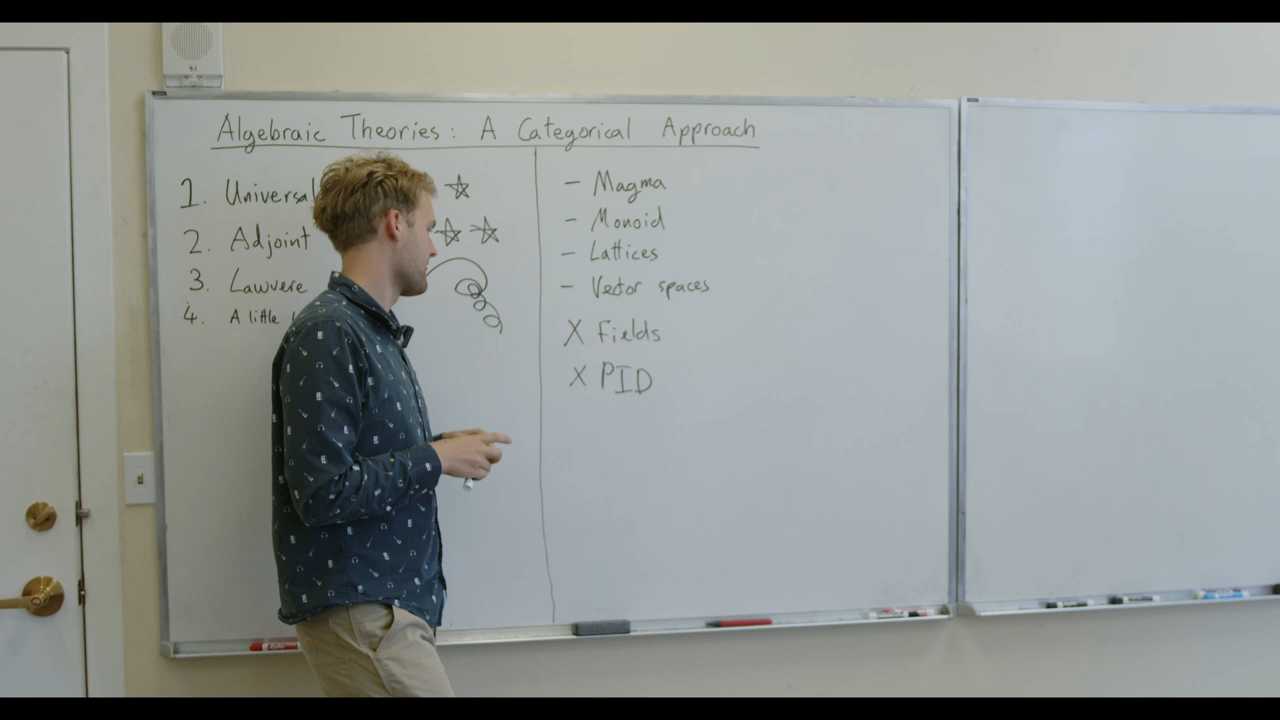 Algebraic Theories: A Categorical Approach
1. Universal
2. Adjoint
3. Lawvere
4. A little
- Magma
- Monoid
- Lattices
- Vector spaces
X Fields
X PID